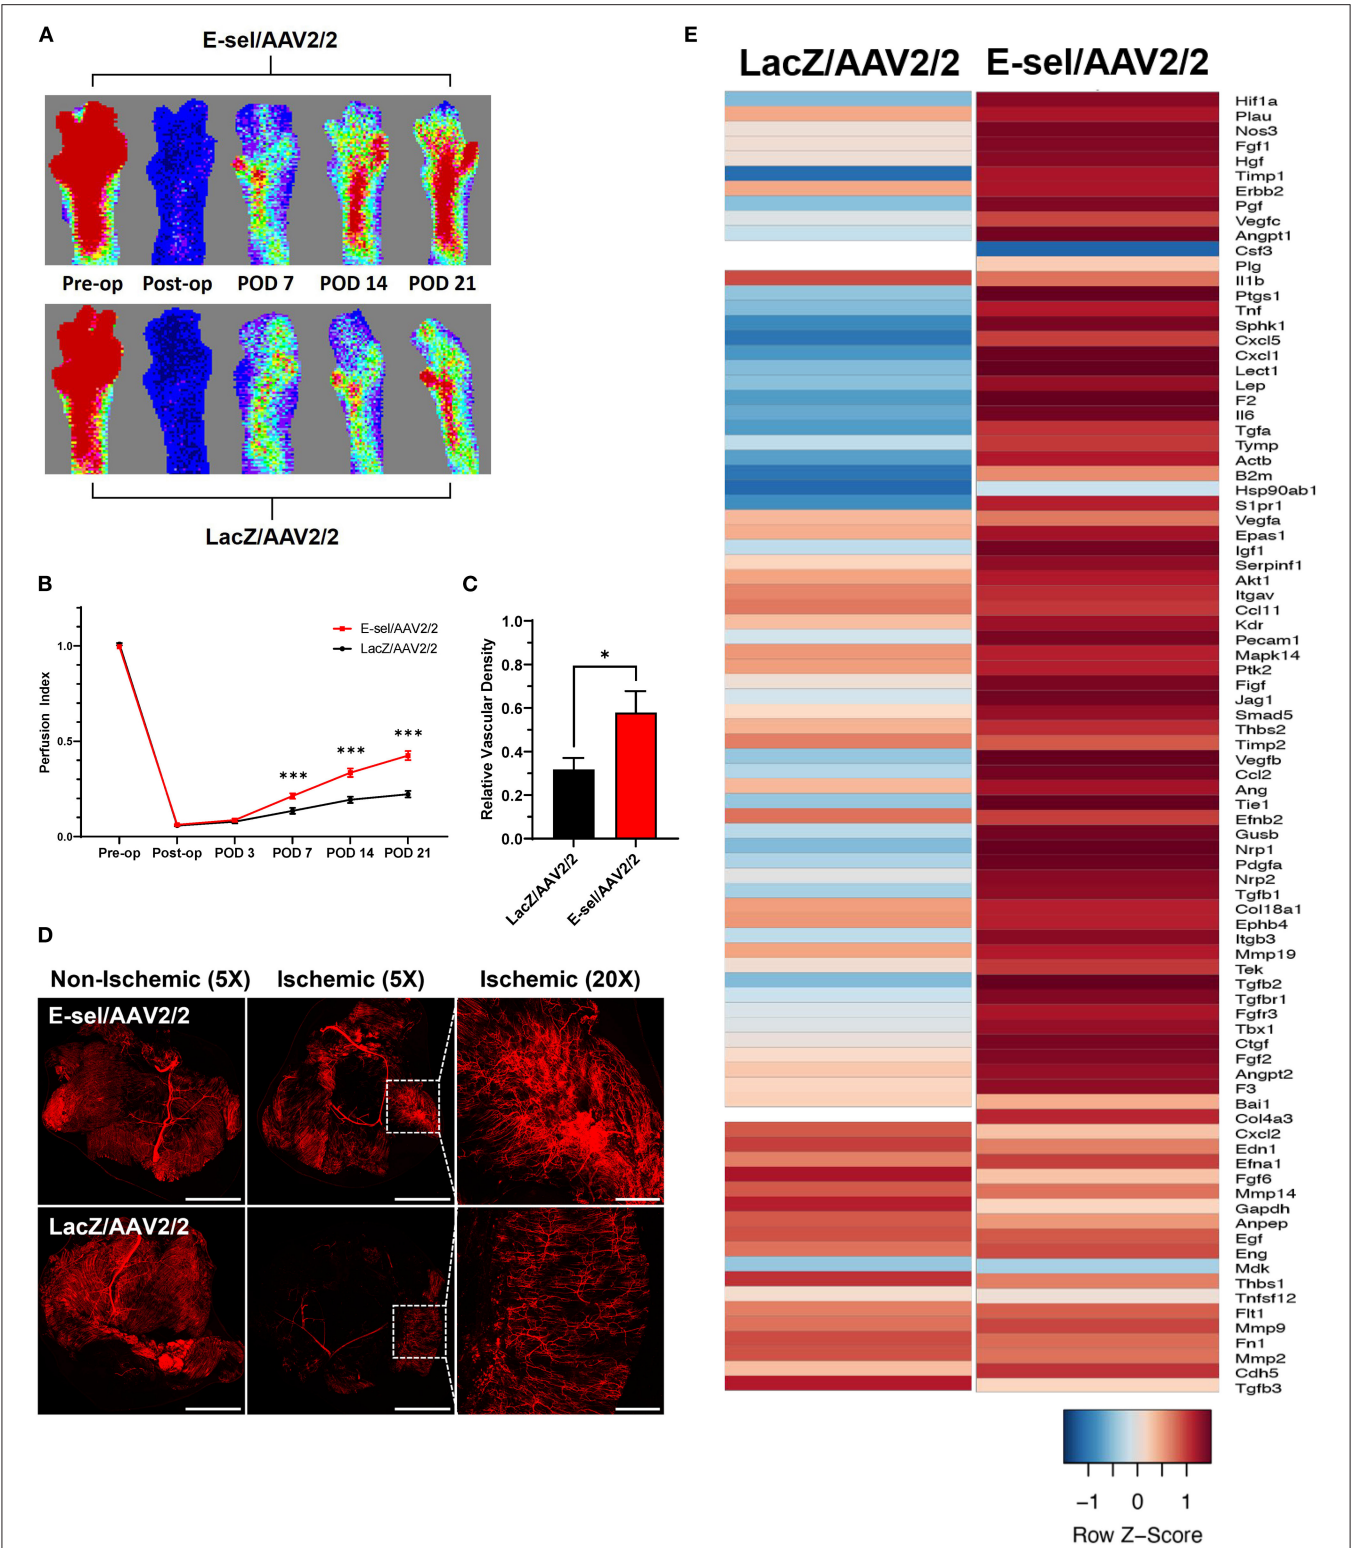 A
E-sel/AAV2/2
Pre-op Post-op POD 7 POD 14 POD 21
LacZ/AAV2/2
B
E-sel/AAV2/2
LacZ/AAV2/2
Perfusion Index
1.0
0.5
0.0
***
***
***
Pre-op Post-op POD 3 POD 7 POD 14 POD 21
C
Relative Vascular Density
1.0
0.8
0.6
0.4
0.2
0.0
*
LacZ/AAV2/2
E-sel/AAV2/2
D
Non-Ischemic (5X) Ischemic (5X) Ischemic (20X)
E-sel/AAV2/2
LacZ/AAV2/2
E
LacZ/AAV2/2 E-sel/AAV2/2
Hif1a
Plau
Nos3
Fgf1
Hgf
Timp1
Erbb2
Pgf
Vegfc
Angpt1
Csf3
Plg
Il1b
Ptgs1
Tnf
Sphk1
Cxcl5
Cxcl1
Lect1
Lep
F2
Il6
Tgfa
Tymp
Actb
B2m
Hsp90ab1
S1pr1
Vegfa
Epas1
Igf1
Serpinf1
Akt1
Itgav
Ccl11
Kdr
Pecam1
Mapk14
Ptk2
Figf
Jag1
Smad5
Thbs2
Timp2
Vegfb
Ccl2
Ang
Tie1
Efnb2
Gusb
Nrp1
Pdgfa
Nrp2
Tgfb1
Col18a1
Ephb4
Itgb3
Mmp19
Tek
Tgfb2
Tgfbr1
Fgfr3
Tbx1
Ctgf
Fgf2
Angpt2
F3
Bai1
Col4a3
Cxcl2
Edn1
Efna1
Fgf6
Mmp14
Gapdh
Anpep
Egf
Eng
Mdk
Thbs1
Tnfsf12
Flt1
Mmp9
Fn1
Mmp2
Cdh5
Tgfb3
−1 0 1
Row Z−Score